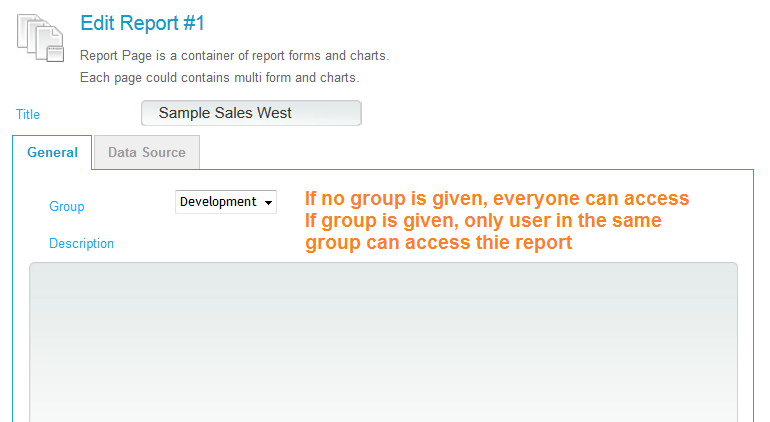 Edit Report #1
Report Page is a container of report forms and charts.
Each page could contains multi form and charts.
Title
Sample Sales West
General
Data Source
Group
Development
If no group is given, everyone can access
If group is given, only user in the same
group can access thie report
Description